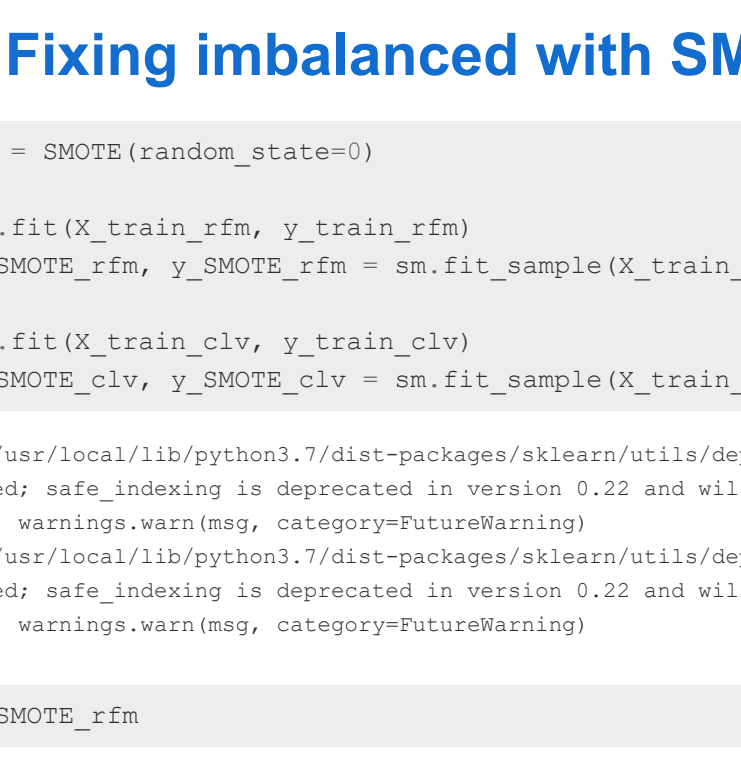 Fixing imbalanced with SM
= SMOTE(random_state=0)
.fit(X_train_rfm, y_train_rfm)
SMOTE_rfm, y_SMOTE_rfm = sm.fit_sample(X_train_
.fit(X_train_clv, y_train_clv)
SMOTE_clv, y_SMOTE_clv = sm.fit_sample(X_train_
/usr/local/lib/python3.7/dist-packages/sklearn/utils/dep
ed; safe_indexing is deprecated in version 0.22 and wil
warnings.warn(msg, category=FutureWarning)
/usr/local/lib/python3.7/dist-packages/sklearn/utils/dep
ed; safe_indexing is deprecated in version 0.22 and wil
warnings.warn(msg, category=FutureWarning)
SMOTE_rfm